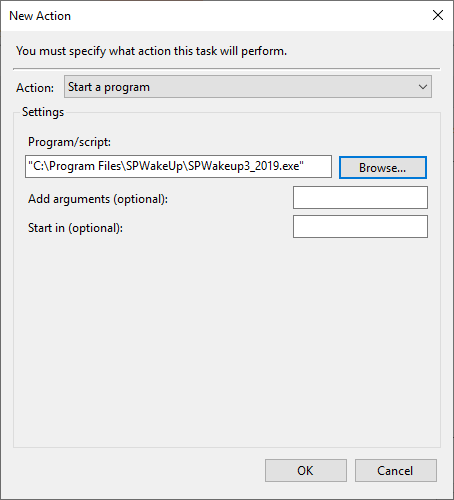 New Action
You must specify what action this task will perform.
Action: Start a program
Settings
Program/script:
"C:\Program Files\SPWakeUp\SPWakeup3_2019.exe" Browse...
Add arguments (optional):
Start in (optional):
OK Cancel